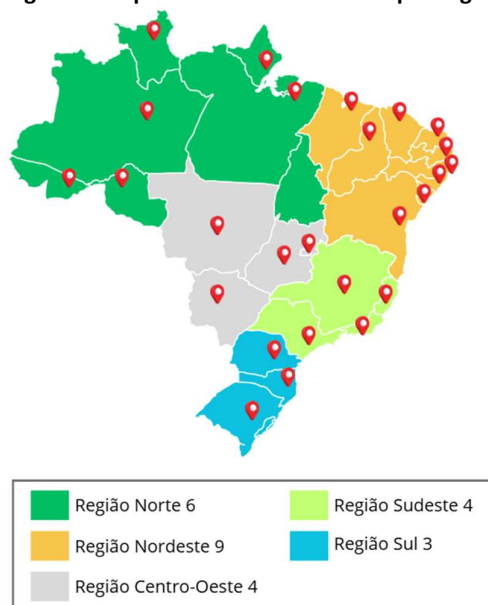 Região Norte 6
Região Nordeste 9
Região Centro-Oeste 4
Região Sudeste 4
Região Sul 3